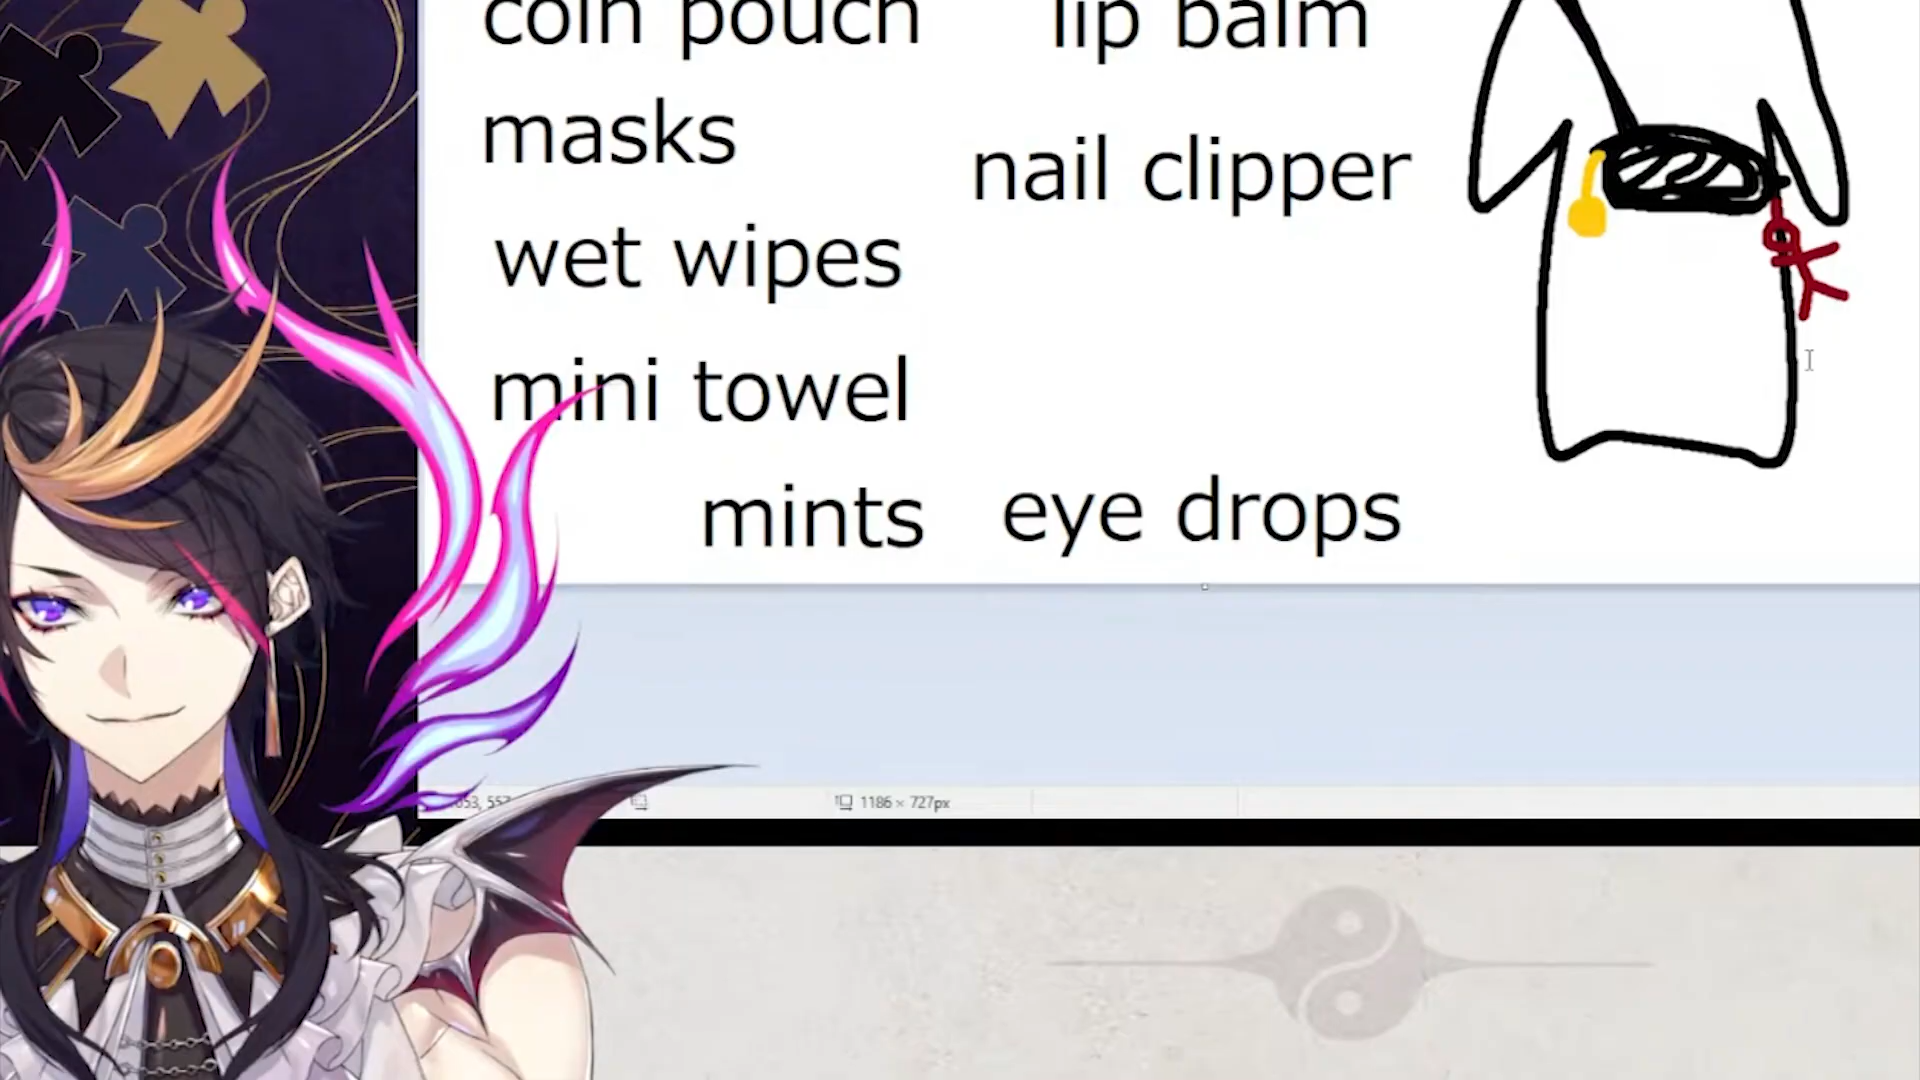 coin pouch
lip balm
masks
nail clipper
wet wipes
mini towel
mints
eye drops
1186 × 727px